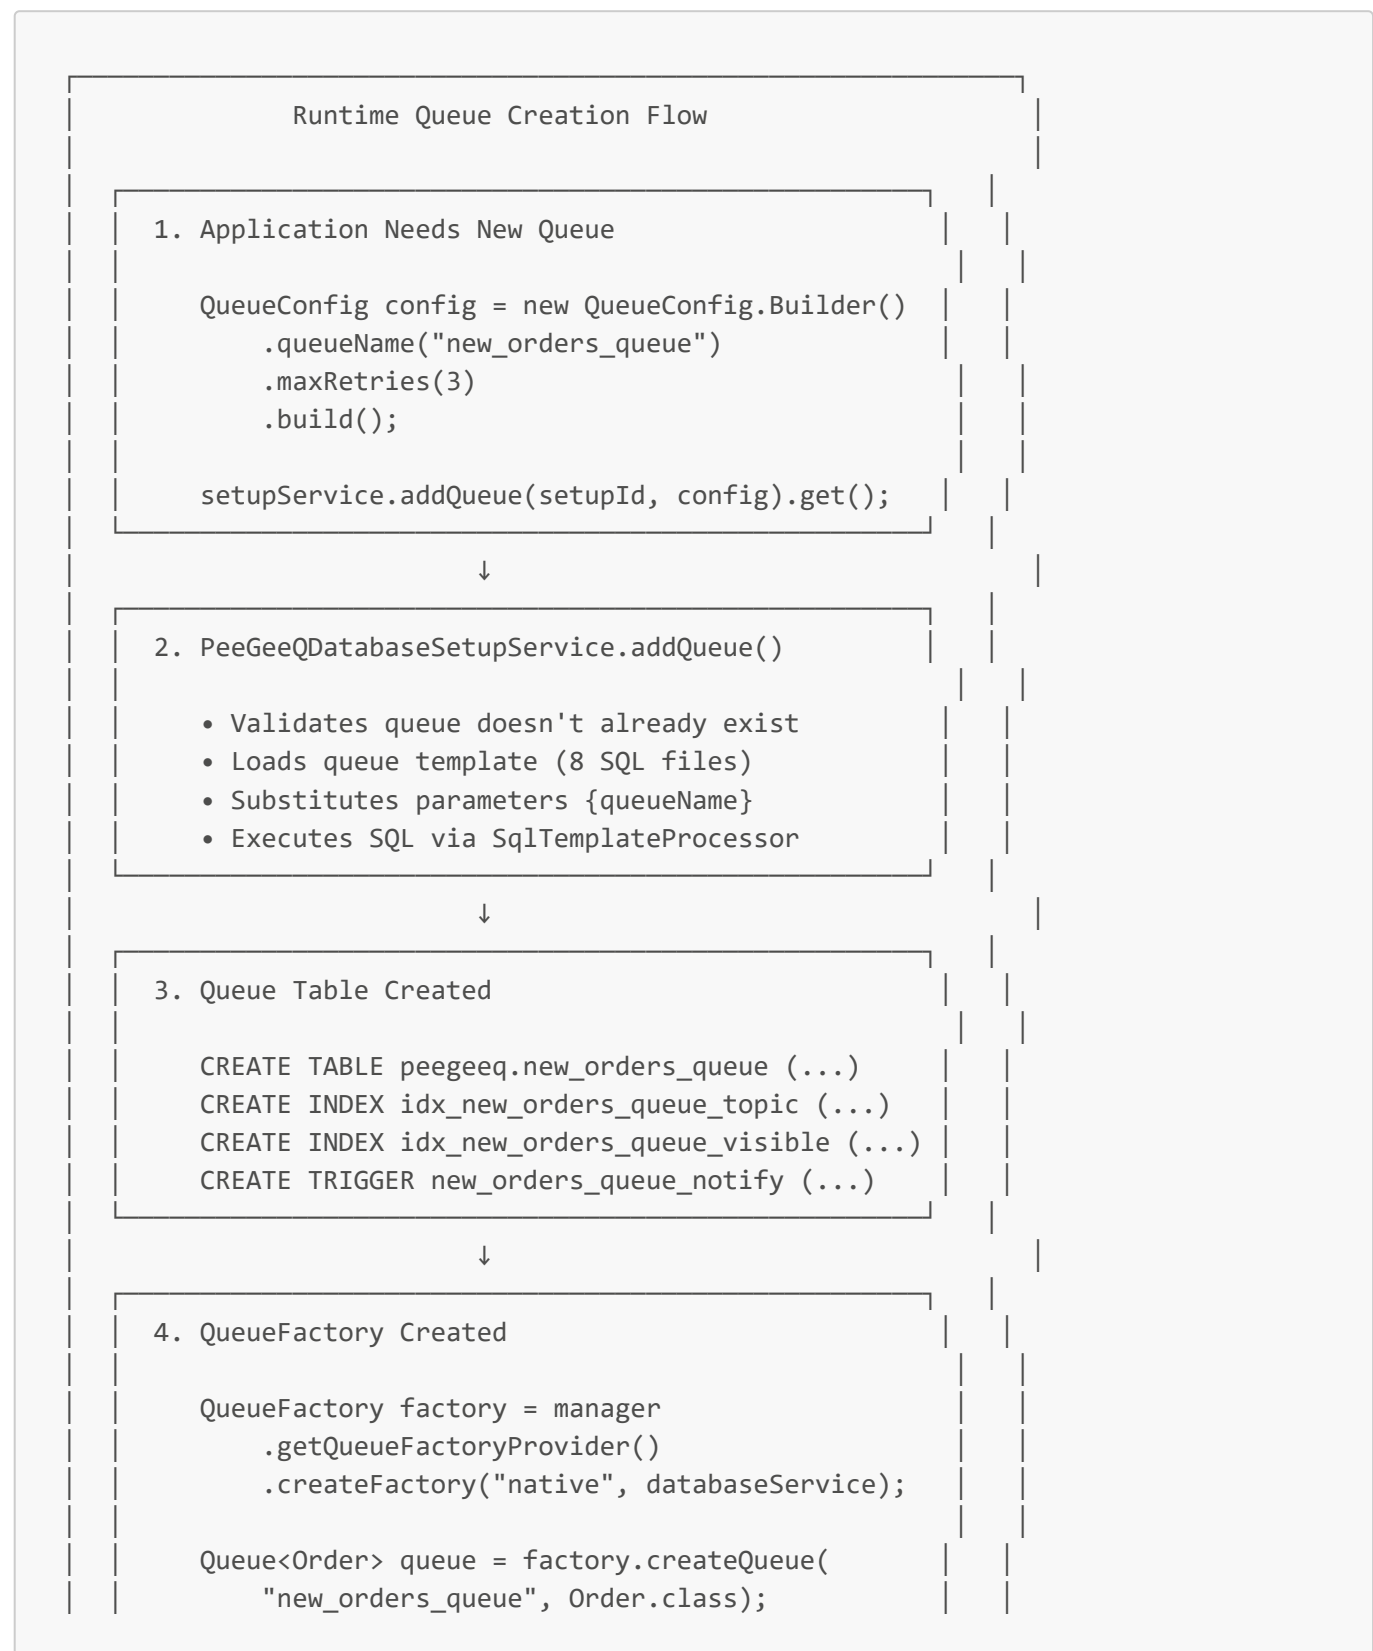 Runtime Queue Creation Flow
1. Application Needs New Queue
QueueConfig config = new QueueConfig.Builder()
.queueName("new_orders_queue")
.maxRetries(3)
.build();
setupService.addQueue(setupId, config).get();
↓
2. PeeGeeQDatabaseSetupService.addQueue()
• Validates queue doesn't already exist
• Loads queue template (8 SQL files)
• Substitutes parameters {queueName}
• Executes SQL via SqlTemplateProcessor
↓
3. Queue Table Created
CREATE TABLE peegeeq.new_orders_queue (...)
CREATE INDEX idx_new_orders_queue_topic (...)
CREATE INDEX idx_new_orders_queue_visible (...)
CREATE TRIGGER new_orders_queue_notify (...)
↓
4. QueueFactory Created
QueueFactory factory = manager
.getQueueFactoryProvider()
.createFactory("native", databaseService);
Queue<Order> queue = factory.createQueue(
"new_orders_queue", Order.class);